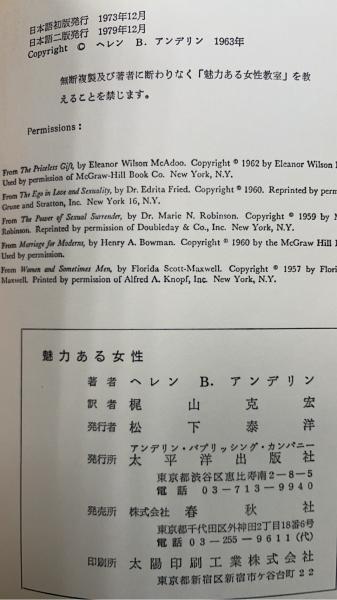 日本語初版発行 1973年12月
日本語二版発行 1979年12月
Copyright © ヘレン B. アンデリン 1963年
無断複製及び著者に断わりなく「魅力ある女性教室」を教
えることを禁じます。
Permissions:
From The Priceless Gift, by Eleanor Wilson McAdoo. Copyright © 1962 by Eleanor Wilson
Used by permission of McGraw-Hill Book Co. New York, N.Y.
From The Ego in Love and Sexuality, by Dr. Edrita Fried. Copyright © 1960. Reprinted by perm
Grune and Stratton, Inc. New York 16, N.Y.
From The Power of Sexual Surrender, by Dr. Marie N. Robinson. Copyright © 1959 by M
Robinson. Reprinted by permission of Doubleday & Co., Inc. New York, N.Y.
From Marriage for Moderns, by Henry A. Bowman. Copyright © 1960 by the McGraw Hill
Used by permission.
From Women and Sometimes Men, by Florida Scott-Maxwell. Copyright © 1957 by Flori
Maxwell. Printed by permission of Alfred A. Knopf, Inc. New York, N.Y.
魅力ある女性
著者 ヘレン B. アンデリン
訳者 梶山克宏
発行者 松下泰洋
アンデリン・パブリッシング・カンパニー
発行所 太平洋出版社
東京都渋谷区恵比寿南2-8-5
電話 03-713-9940
発売所 株式会社 春秋社
東京都千代田区外神田2丁目18番6号
電話 03-255-9611(代)
印刷所 太陽印刷工業株式会社
東京都新宿区新宿市ケ谷台町22